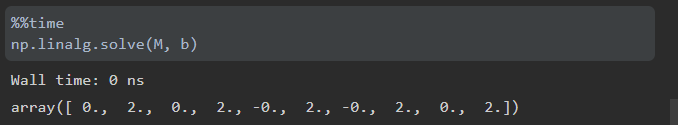 %%time
np.linalg.solve(M, b)
Wall time: 0 ns
array([ 0.,  2.,  0.,  2., -0.,  2., -0.,  2.,  0.,  2.])